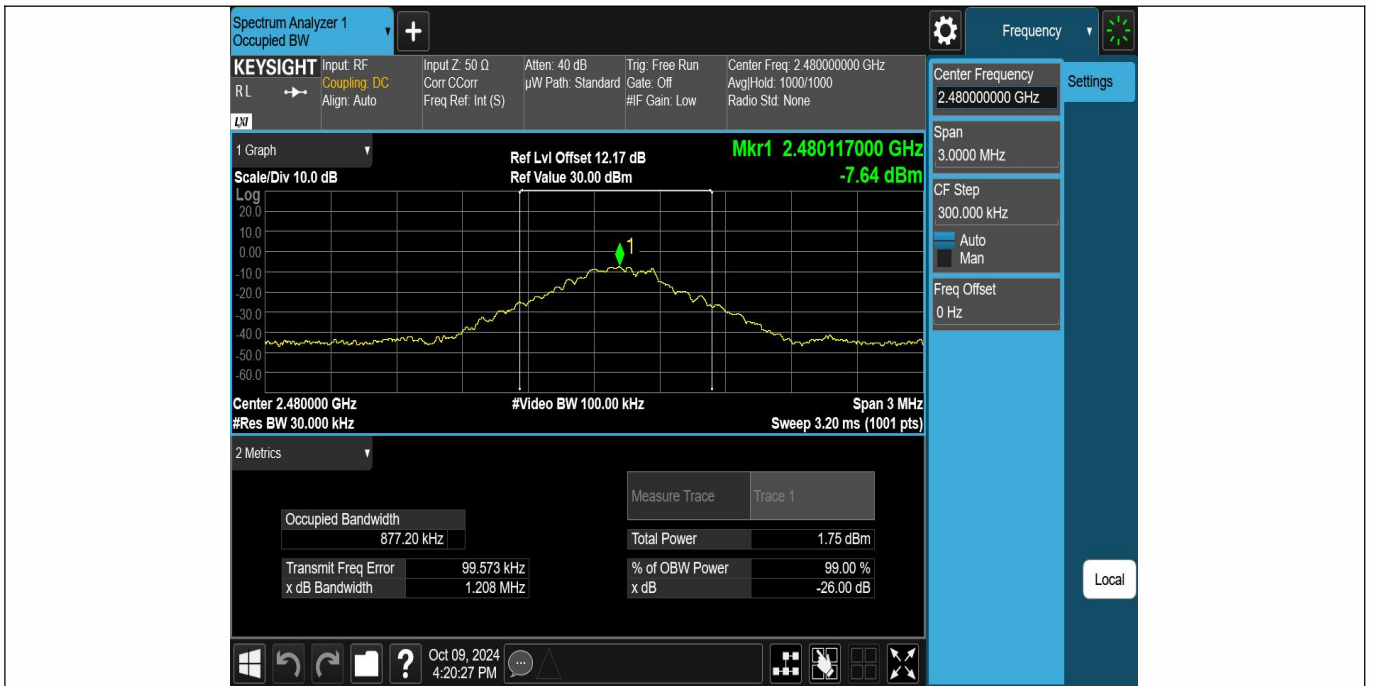 Spectrum Analyzer 1
Occupied BW
+
Frequency
KEYSIGHT
RL
LXI
Input: RF
Coupling: DC
Align: Auto
Input Z: 50 Ω
Corr CCorr
Freq Ref: Int (S)
Atten: 40 dB
µW Path: Standard
Trig: Free Run
Gate: Off
#IF Gain: Low
Center Freq: 2.480000000 GHz
Avg|Hold: 1000/1000
Radio Std: None
Center Frequency
2.480000000 GHz
Settings
Span
3.0000 MHz
CF Step
300.000 kHz
Auto
Man
Freq Offset
0 Hz
Local
1 Graph
Scale/Div 10.0 dB
Ref Lvl Offset 12.17 dB
Ref Value 30.00 dBm
Mkr1 2.480117000 GHz
-7.64 dBm
Log
20.0
10.0
0.00
-10.0
-20.0
-30.0
-40.0
-50.0
-60.0
1
Center 2.480000 GHz
#Video BW 100.00 kHz
Span 3 MHz
#Res BW 30.000 kHz
Sweep 3.20 ms (1001 pts)
2 Metrics
Measure Trace Trace 1
Occupied Bandwidth
877.20 kHz
Total Power 1.75 dBm
Transmit Freq Error 99.573 kHz
% of OBW Power 99.00 %
x dB Bandwidth 1.208 MHz
x dB -26.00 dB
?
Oct 09, 2024
4:20:27 PM